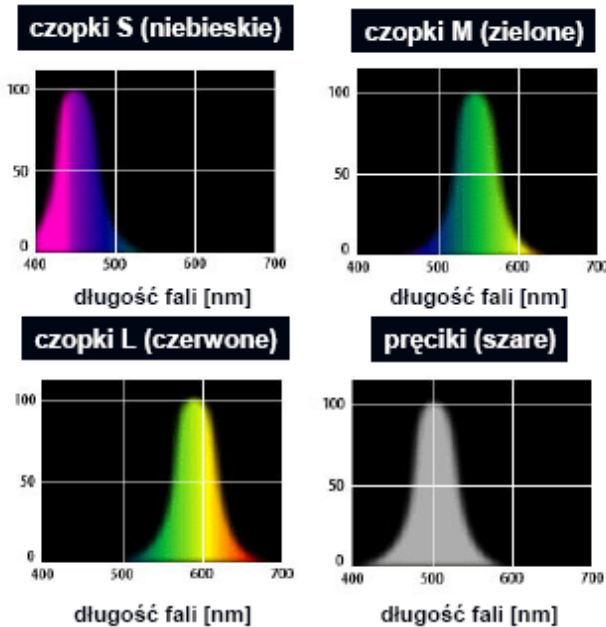 czopki S (niebieskie)
100
50
0
400 500 600 700
długość fali [nm]
czopki M (zielone)
100
50
0
400 500 600 700
długość fali [nm]
czopki L (czerwone)
100
50
0
400 500 600 700
długość fali [nm]
pręciki (szare)
100
50
0
400 500 600 700
długość fali [nm]